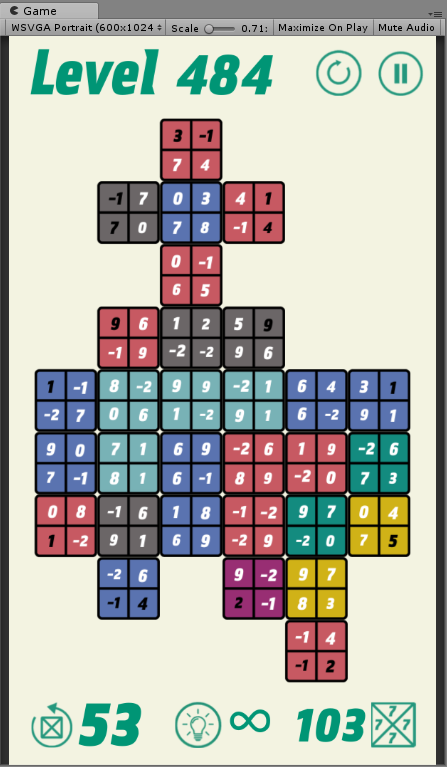 Game
WSVGA Portrait (600x1024 Scale 0.71: Maximize On Play Mute Audio
Level 484
3 -1
7 4
-1 7 0 3 4 1
7 0 7 8 -1 4
0 -1
6 5
9 6 1 2 5 9
-1 9 -2 -2 9 6
1 -1 8 -2 9 9 -2 1 6 4 3 1
-2 7 0 6 1 -2 9 1 6 -2 9 1
9 0 7 1 6 9 -2 6 1 9 -2 6
7 -1 8 1 6 -1 8 9 -2 0 7 3
0 8 -1 6 1 8 -1 -2 9 7 0 4
1 -2 9 1 6 9 -2 9 -2 0 7 5
-2 6 9 -2 9 7
-1 4 2 -1 8 3
-1 4
-1 2
53 ∞ 103 7 7 7 7